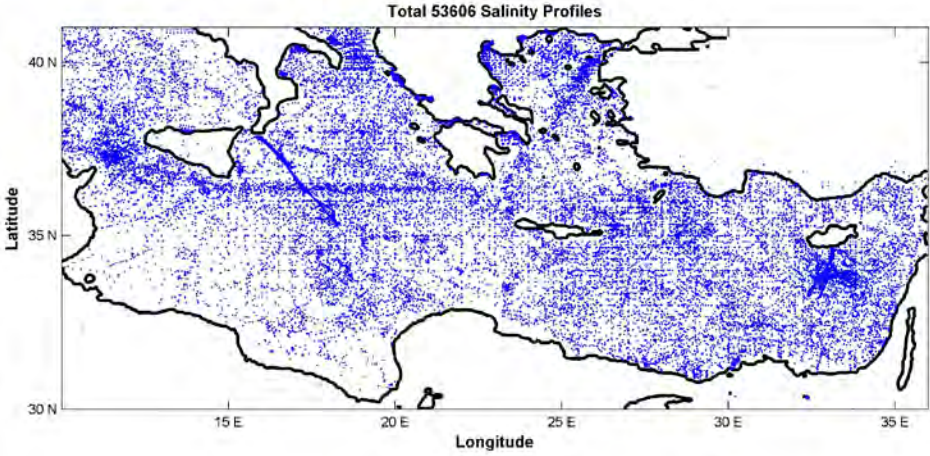 Total 53606 Salinity Profiles
40 N
35 N
30 N
Latitude
15 E
20 E
25 E
30 E
35 E
Longitude